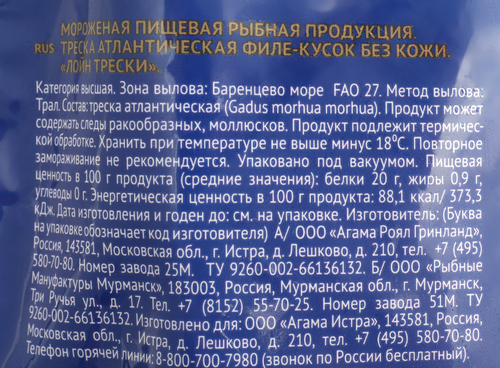 МОРОЖЕНАЯ ПИЩЕВАЯ РЫБНАЯ ПРОДУКЦИЯ.
RUS ТРЕСКА АТЛАНТИЧЕСКАЯ ФИЛЕ-КУСОК БЕЗ КОЖИ.
«ЛОЙН ТРЕСКИ».
Категория высшая. Зона вылова: Баренцево море FAO 27. Метод вылова:
Трал. Состав: треска атлантическая (Gadus morhua morhua). Продукт может
содержать следы ракообразных, моллюсков. Продукт подлежит термичес-
кой обработке. Хранить при температуре не выше минус 18°С. Повторное
замораживание не рекомендуется. Упаковано под вакуумом. Пищевая
ценность в 100 г продукта (средние значения): белки 20 г, жиры 0,9 г,
углеводы 0 г. Энергетическая ценность в 100 г продукта: 88,1 ккал/ 373,3
кДж. Дата изготовления и годен до: см. на упаковке. Изготовитель: (Буква
на упаковке обозначает код изготовителя) А/ ООО «Агама Роял Гринланд»,
Россия, 143581, Московская обл., г. Истра, д. Лешково, д. 210, тел. +7 (495)
580-70-80. Номер завода 25М. ТУ 9260-002-66136132. Б/ ООО «Рыбные
Мануфактуры Мурманск», 183003, Россия, Мурманская обл., г. Мурманск,
Три Ручья ул., д. 17. Тел. +7 (8152) 55-70-25. Номер завода 51М. ТУ
9260-002-66136132. Изготовлено для: ООО «Агама Истра», 143581, Россия,
Московская обл., г. Истра, д. Лешково, д. 210, тел. +7 (495) 580-70-80.
Телефон горячей линии: 8-800-700-7980 (звонок по России бесплатный).